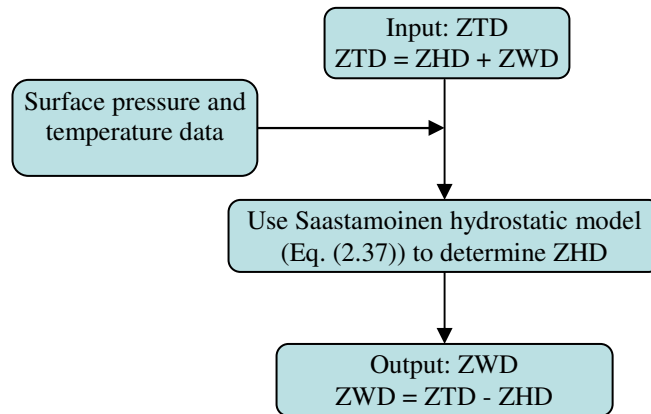 Input: ZTD
ZTD = ZHD + ZWD
Surface pressure and
temperature data
Use Saastamoinen hydrostatic model
(Eq. (2.37)) to determine ZHD
Output: ZWD
ZWD = ZTD - ZHD